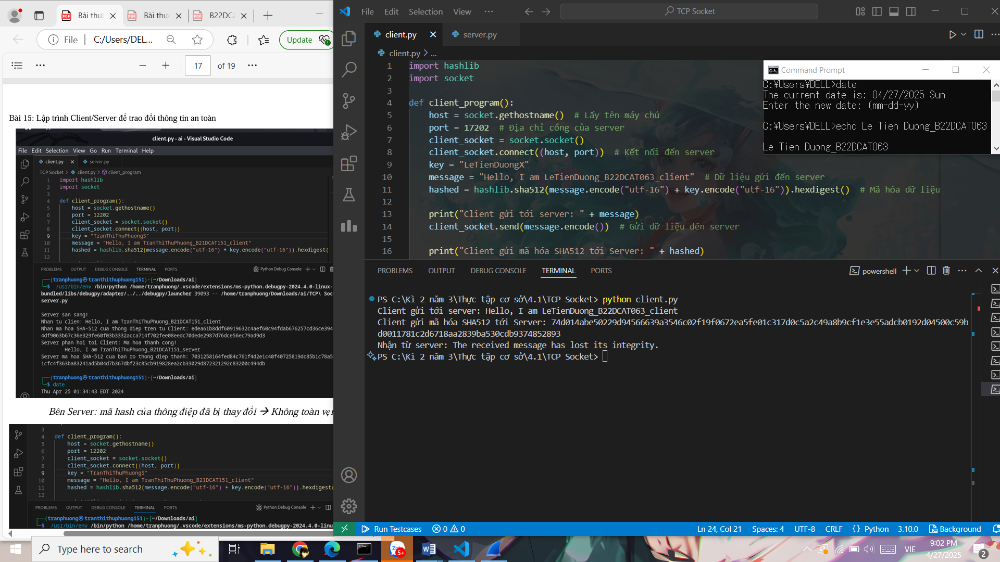 Bài thực
Bài thực
B22DCA
File
C:/Users/DEL...
Update
17
of 19
Bài 15: Lập trình Client/Server để trao đổi thông tin an toàn
client.py - ai - Visual Studio Code
File Edit Selection View Go Run Terminal Help
client.py
server.py
TCP Socket > client.py > client_program
1 import hashlib
2 import socket
3
4 def client_program():
5 host = socket.gethostname()
6 port = 12202
7 client_socket = socket.socket()
8 client_socket.connect((host, port))
9 key = "TranThiThuPhuongS"
10 message = "Hello, I am TranThiThuPhuong_B21DCAT151_client"
11 hashed = hashlib.sha512(message.encode("utf-16") + key.encode("utf-16")).hexdigest(
12
PROBLEMS OUTPUT DEBUG CONSOLE TERMINAL PORTS
Python Debug Console
(tranphuong㉿tranthithuphuong151)-[~/Downloads/ai]
$ /usr/bin/env /bin/python /home/tranphuong/.vscode/extensions/ms-python.debugpy-2024.4.0-linux-
bundled/libs/debugpy/adapter/../../debugpy/launcher 39093 -- /home/tranphuong/Downloads/ai/TCP\ Soc
server.py
Server san sang!
Nhan tu clien: Hello, I am TranThiThuPhuong_B21DCAT151_client
Nhan ma hoa SHA-512 cua thong diep tren tu Client: edea61b8ddf60919632c4aef60c94fdab676257cd36ce394
4df9063b67c36e329fe60f03b3332acca714f702fee08eedc70dede2987d76dce56ec79ad9d3
Server phan hoi toi Client: Ma hoa thanh cong!
Hello, I am TranThiThuPhuong_B21DCAT151_server
Server ma hoa SHA-512 cua ban ro thong diep thanh: 7031258164fed84c761f4d2e1c40f40725819dc85b1c78a5
1cfc4f363ba83241ad5b04d7b367dbf23c85cb919828ea2cb33029d872321292c83200c494db
(tranphuong㉿tranthithuphuong151)-[~/Downloads/ai]
$ date
Thu Apr 25 01:34:43 EDT 2024
Bên Server: mã hash của thông điệp đã bị thay đổi → Không toàn vẹn
3
4 def client_program():
5 host = socket.gethostname()
6 port = 12202
7 client_socket = socket.socket()
8 client_socket.connect((host, port))
9 key = "TranThiThuPhuongS"
10 message = "Hello, I am TranThiThuPhuong_B21DCAT151_client"
11 hashed = hashlib.sha512(message.encode("utf-16") + key.encode("utf-16")).hexdigest(
12
PROBLEMS OUTPUT DEBUG CONSOLE TERMINAL PORTS
Python Debug Console
(tranphuong㉿tranthithuphuong151)-[~/Downloads/ai]
$ /usr/bin/env /bin/python /home/tranphuong/.vscode/extensions/ms-python.debugpy-2024.4.0-linu
File Edit Selection View ...
TCP Socket
client.py
server.py
client.py > ...
1 import hashlib
2 import socket
3
4 def client_program():
5 host = socket.gethostname() # Lấy tên máy chủ
6 port = 17202 # Địa chỉ cổng của server
7 client_socket = socket.socket()
8 client_socket.connect((host, port)) # Kết nối đến server
9 key = "LeTienDuongX"
10 message = "Hello, I am LeTienDuong_B22DCAT063_client" # Dữ liệu gửi đến server
11 hashed = hashlib.sha512(message.encode("utf-16") + key.encode("utf-16")).hexdigest() # Mã hóa dữ liệu
12
13 print("Client gửi tới server: " + message)
14 client_socket.send(message.encode()) # Gửi dữ liệu đến server
15
16 print("Client gửi mã hóa SHA512 tới Server: " + hashed)
Command Prompt
C:¥Users¥DELL>date
The current date is: 04/27/2025 Sun
Enter the new date: (mm-dd-yy)
C:¥Users¥DELL>echo Le Tien Duong_B22DCAT063
Le Tien Duong_B22DCAT063
PROBLEMS OUTPUT DEBUG CONSOLE TERMINAL PORTS
powershell
PS C:\Kì 2 năm 3\Thực tập cơ sở\4.1\TCP Socket> python client.py
Client gửi tới server: Hello, I am LeTienDuong_B22DCAT063_client
Client gửi mã hóa SHA512 tới Server: 74d014abe50229d94566639a3546c02f19f0672ea5fe01c317d0c5a2c49a8b9cf1e3e55adcb0192d04500c59b
d0011781c2d6718aa2839ba530cdb9374852893
Nhận từ server: The received message has lost its integrity.
PS C:\Kì 2 năm 3\Thực tập cơ sở\4.1\TCP Socket>
Run Testcases
0
0
Ln 24, Col 21
Spaces: 4
UTF-8
CRLF
{ } Python
3.10.0
Background
Type here to search
5+
VIE
9:02 PM
4/27/2025
2